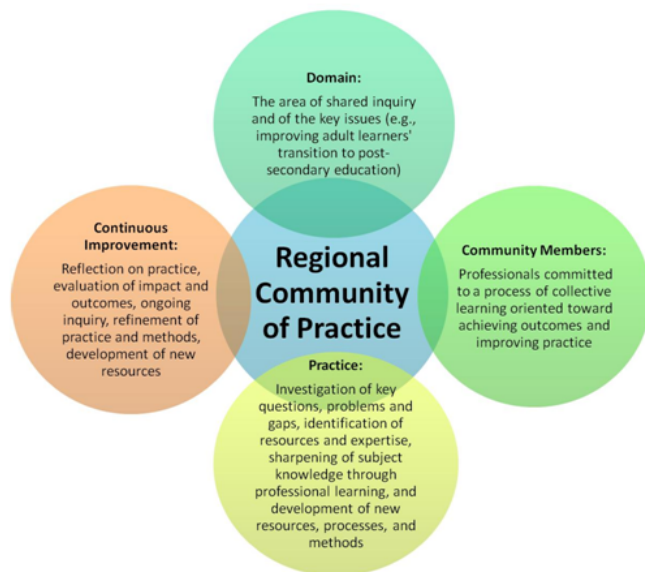 Domain:
The area of shared inquiry
and of the key issues (e.g.,
improving adult learners'
transition to post-
secondary education)
Continuous
Improvement:
Reflection on practice,
evaluation of impact and
outcomes, ongoing
inquiry, refinement of
practice and methods,
development of new
resources
Regional
Community
of Practice
Community Members:
Professionals committed
to a process of collective
learning oriented toward
achieving outcomes and
improving practice
Practice:
Investigation of key
questions, problems and
gaps, identification of
resources and expertise,
sharpening of subject
knowledge through
professional learning, and
development of new
resources, processes, and
methods